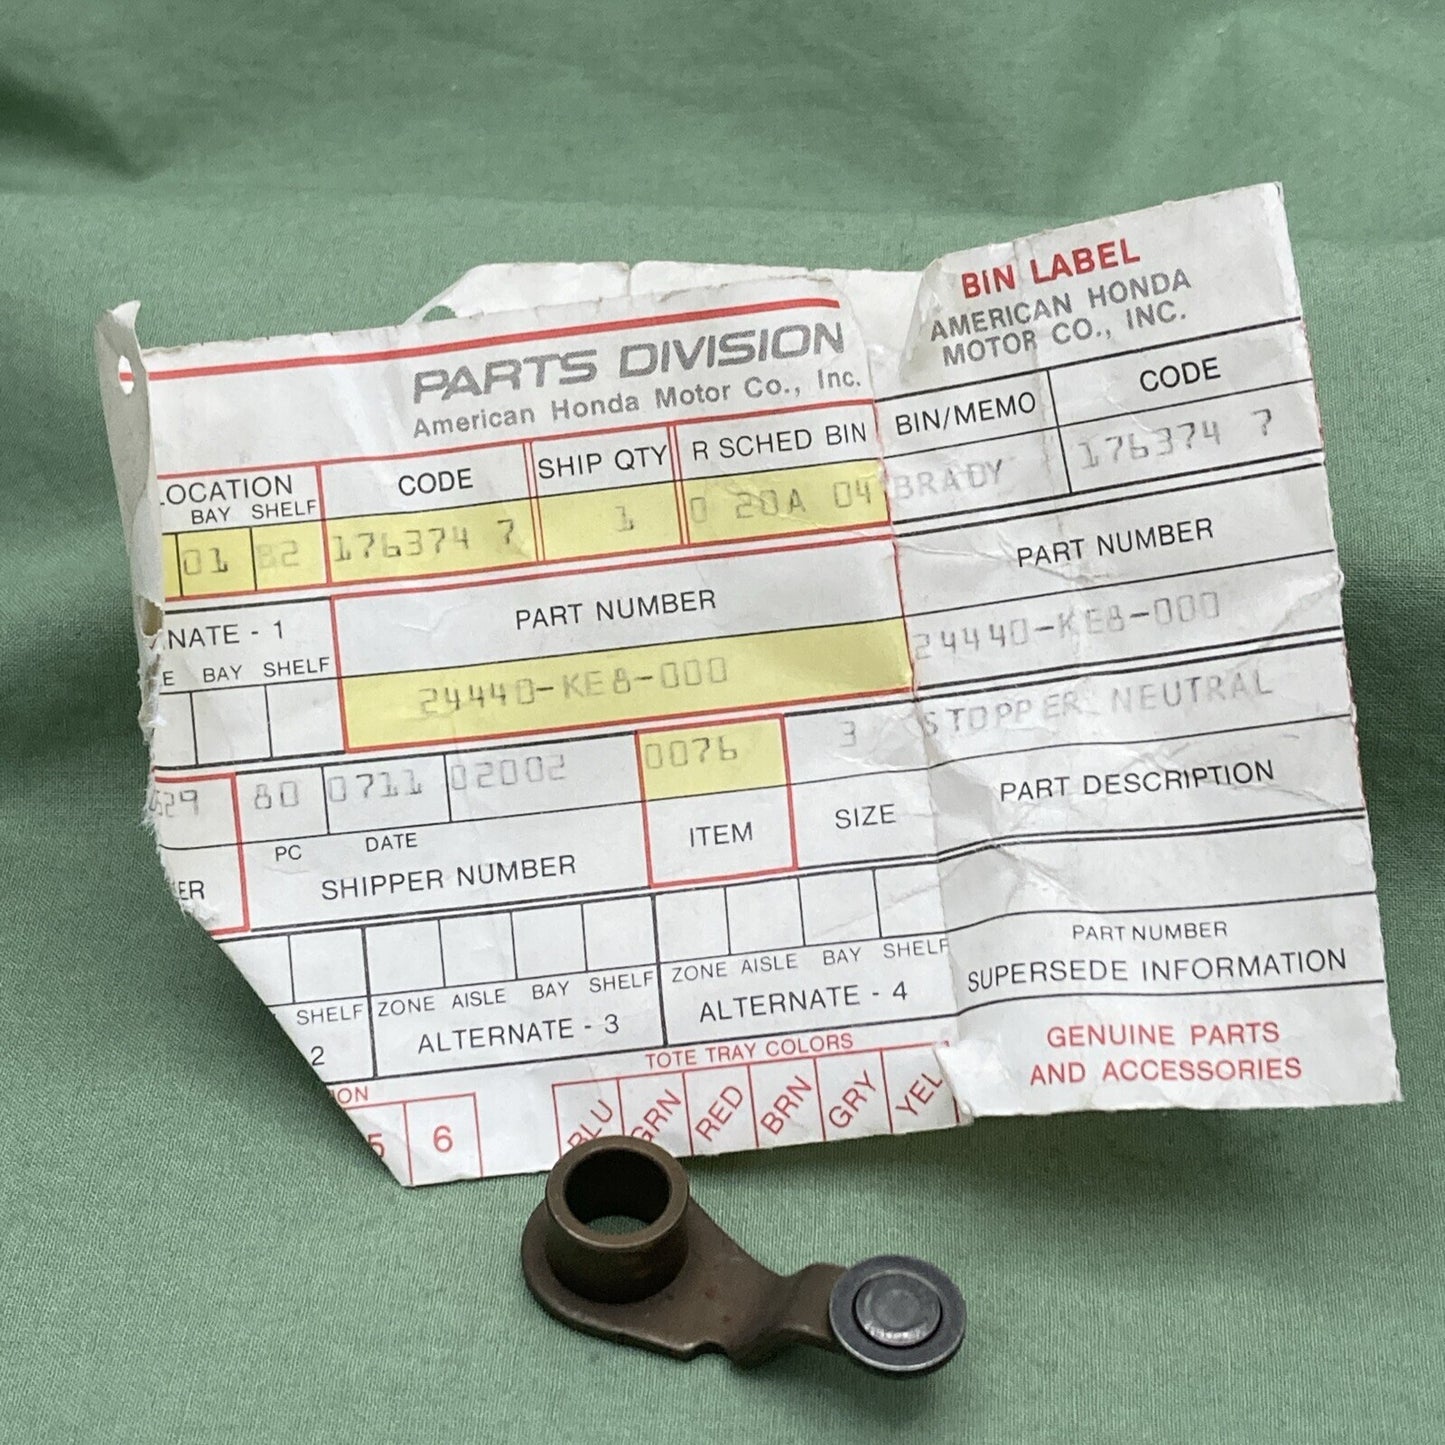 PARTS DIVISION
American Honda Motor Co., Inc.
LOCATION
BAY SHELF
CODE
SHIP QTY
R SCHED BIN
01 B2
176374 7
1
0 20A 04
NATE - 1
BAY SHELF
PART NUMBER
24440-KE8-000
80 0711 02002
0076
3
PC DATE
SHIPPER NUMBER
ITEM
SIZE
SHELF
2
ZONE AISLE BAY SHELF
ALTERNATE - 3
ZONE AISLE BAY SHELF
ALTERNATE - 4
TOTE TRAY COLORS
BLU GRN RED BRN GRY YEL
5 6
BIN LABEL
AMERICAN HONDA
MOTOR CO., INC.
BIN/MEMO
CODE
BRADY
176374 7
PART NUMBER
24440-KE8-000
STOPPER, NEUTRAL
PART DESCRIPTION
PART NUMBER
SUPERSEDE INFORMATION
GENUINE PARTS
AND ACCESSORIES